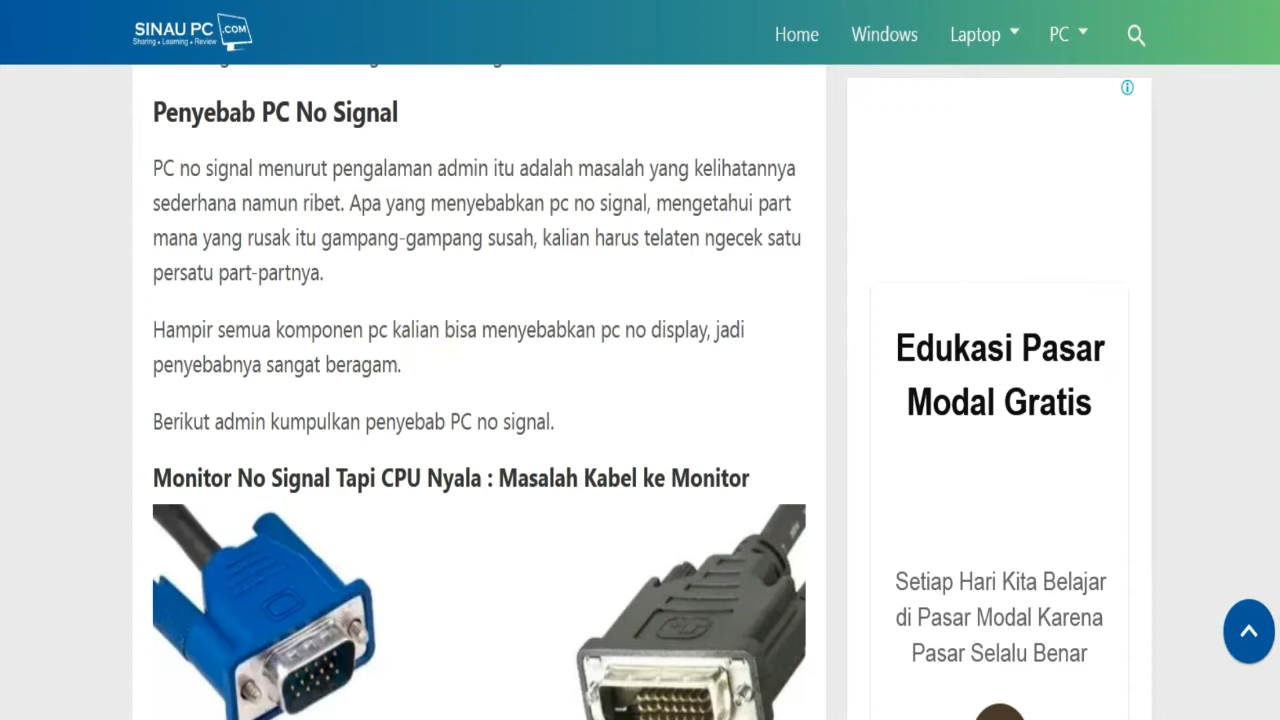 SINAU PC .COM
Sharing • Learning • Review
Home
Windows
Laptop
PC
Penyebab PC No Signal
PC no signal menurut pengalaman admin itu adalah masalah yang kelihatannya
sederhana namun ribet. Apa yang menyebabkan pc no signal, mengetahui part
mana yang rusak itu gampang-gampang susah, kalian harus telaten ngecek satu
persatu part-partnya.
Hampir semua komponen pc kalian bisa menyebabkan pc no display, jadi
penyebabnya sangat beragam.
Berikut admin kumpulkan penyebab PC no signal.
Monitor No Signal Tapi CPU Nyala : Masalah Kabel ke Monitor
Edukasi Pasar
Modal Gratis
Setiap Hari Kita Belajar
di Pasar Modal Karena
Pasar Selalu Benar